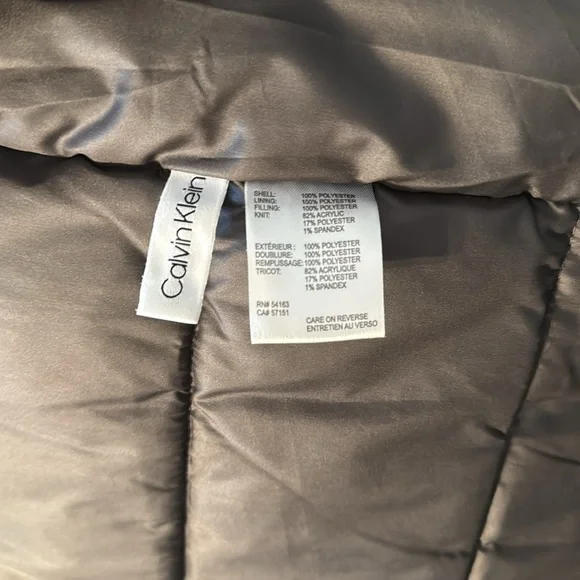 Calvin Klein
SHELL: 100% POLYESTER
LINING: 100% POLYESTER
FILLING: 100% POLYESTER
KNIT: 82% ACRYLIC
17% POLYESTER
1% SPANDEX
EXTÉRIEUR : 100% POLYESTER
DOUBLURE: 100% POLYESTER
REMPLISSAGE: 100% POLYESTER
TRICOT: 82% ACRYLIQUE
17% POLYESTER
1% SPANDEX
RN# 54163
CA# 57151
CARE ON REVERSE
ENTRETIEN AU VERSO